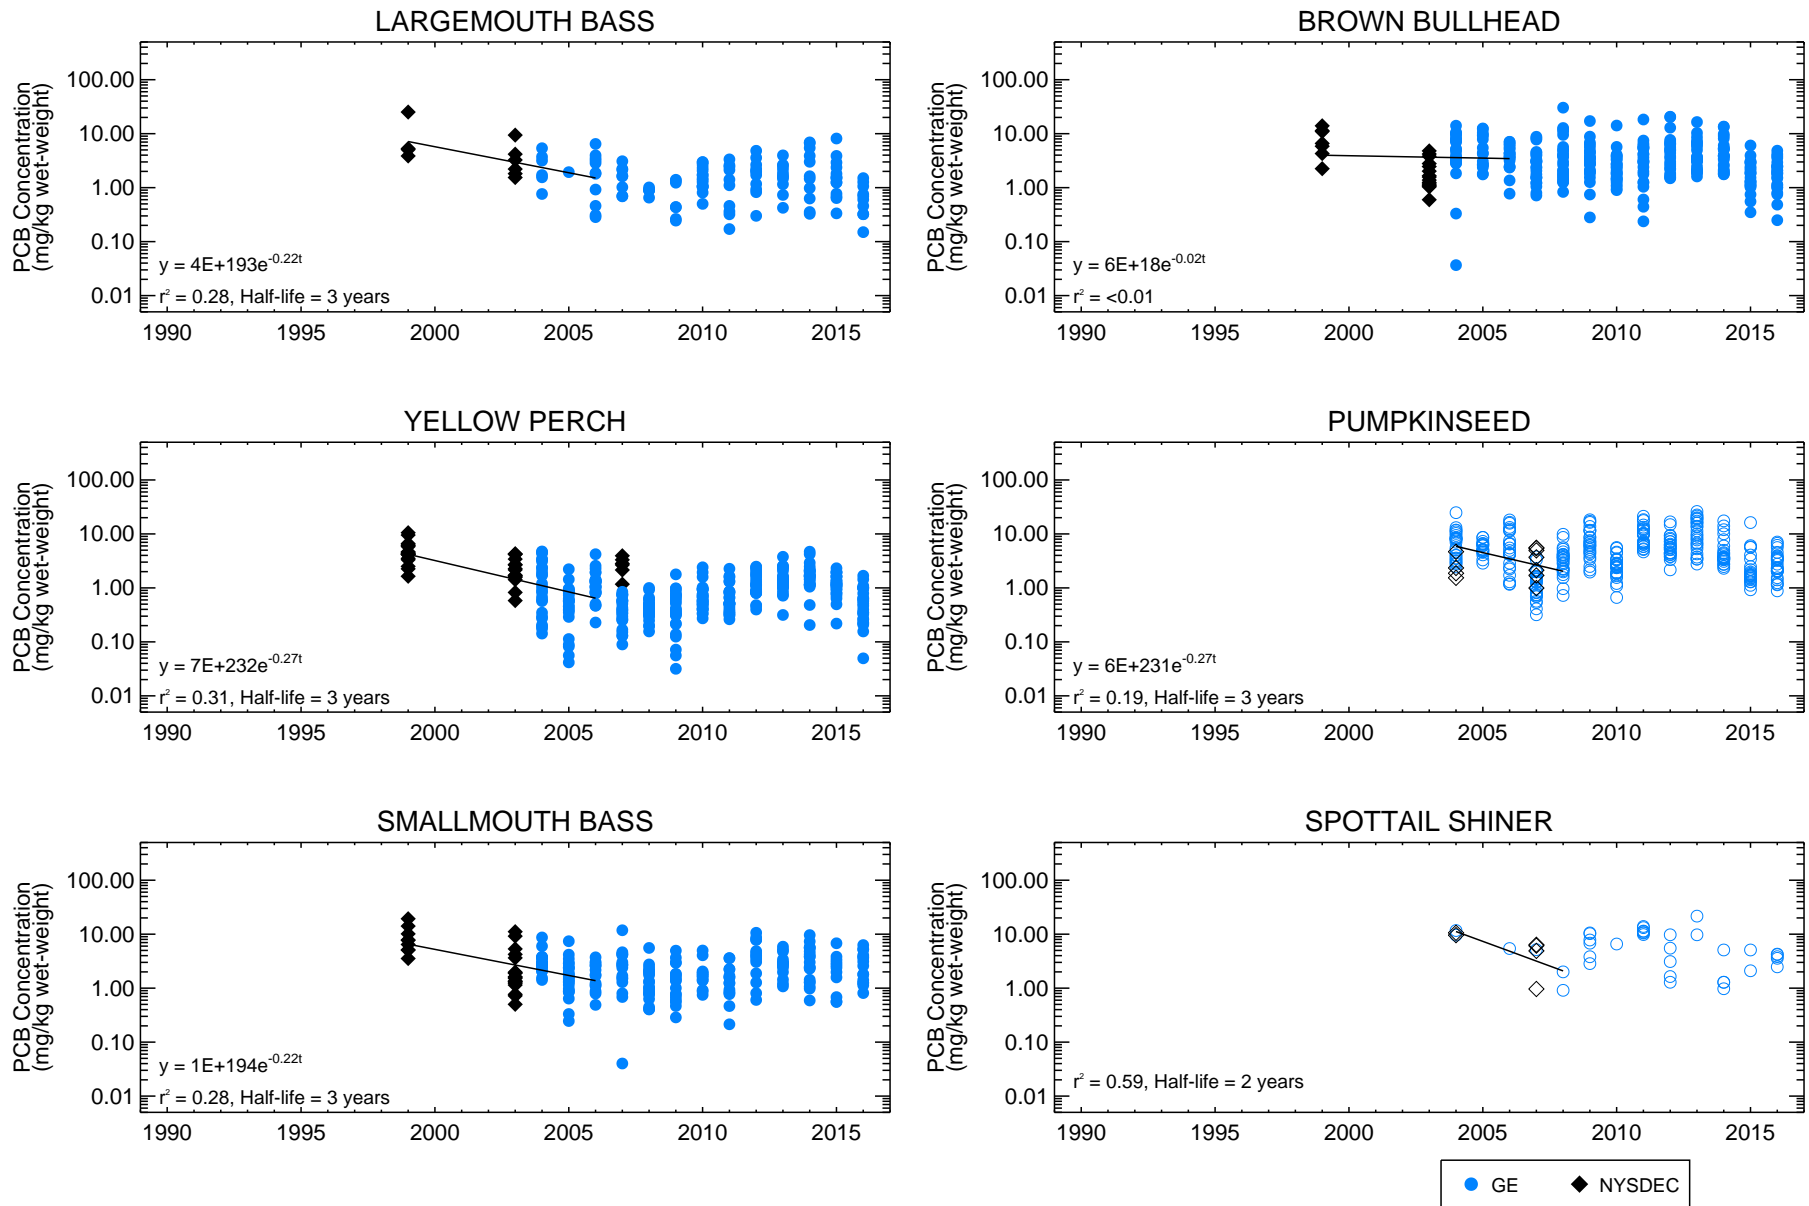 LARGEMOUTH BASS
PCB Concentration
(mg/kg wet-weight)
100.00
10.00
1.00
0.10
0.01
y = 4E+193e-0.22t
r2 = 0.28, Half-life = 3 years
1990 1995 2000 2005 2010 2015
BROWN BULLHEAD
PCB Concentration
(mg/kg wet-weight)
100.00
10.00
1.00
0.10
0.01
y = 6E+18e-0.02t
r2 = <0.01
1990 1995 2000 2005 2010 2015
YELLOW PERCH
PCB Concentration
(mg/kg wet-weight)
100.00
10.00
1.00
0.10
0.01
y = 7E+232e-0.27t
r2 = 0.31, Half-life = 3 years
1990 1995 2000 2005 2010 2015
PUMPKINSEED
PCB Concentration
(mg/kg wet-weight)
100.00
10.00
1.00
0.10
0.01
y = 6E+231e-0.27t
r2 = 0.19, Half-life = 3 years
1990 1995 2000 2005 2010 2015
SMALLMOUTH BASS
PCB Concentration
(mg/kg wet-weight)
100.00
10.00
1.00
0.10
0.01
y = 1E+194e-0.22t
r2 = 0.28, Half-life = 3 years
1990 1995 2000 2005 2010 2015
SPOTTAIL SHINER
PCB Concentration
(mg/kg wet-weight)
100.00
10.00
1.00
0.10
0.01
r2 = 0.59, Half-life = 2 years
1990 1995 2000 2005 2010 2015
GE NYSDEC